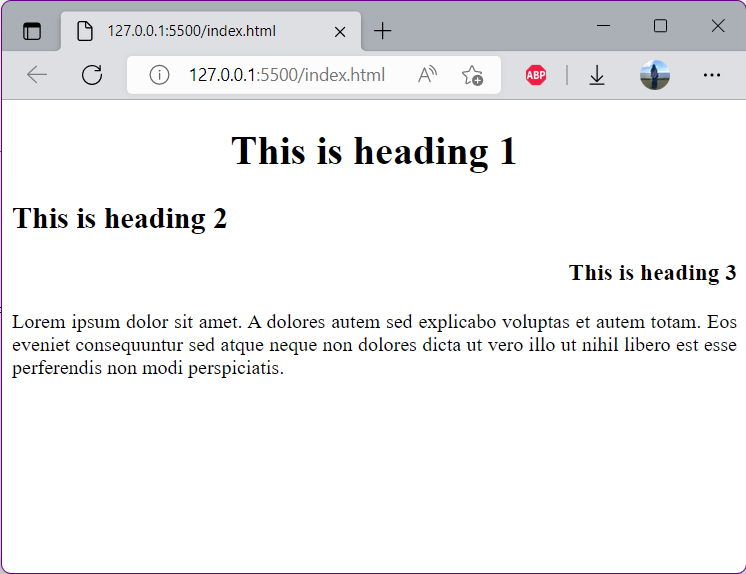 127.0.0.1:5500/index.html
127.0.0.1:5500/index.html
ABP
This is heading 1
This is heading 2
This is heading 3
Lorem ipsum dolor sit amet. A dolores autem sed explicabo voluptas et autem totam. Eos
eveniet consequuntur sed atque neque non dolores dicta ut vero illo ut nihil libero est esse
perferendis non modi perspiciatis.